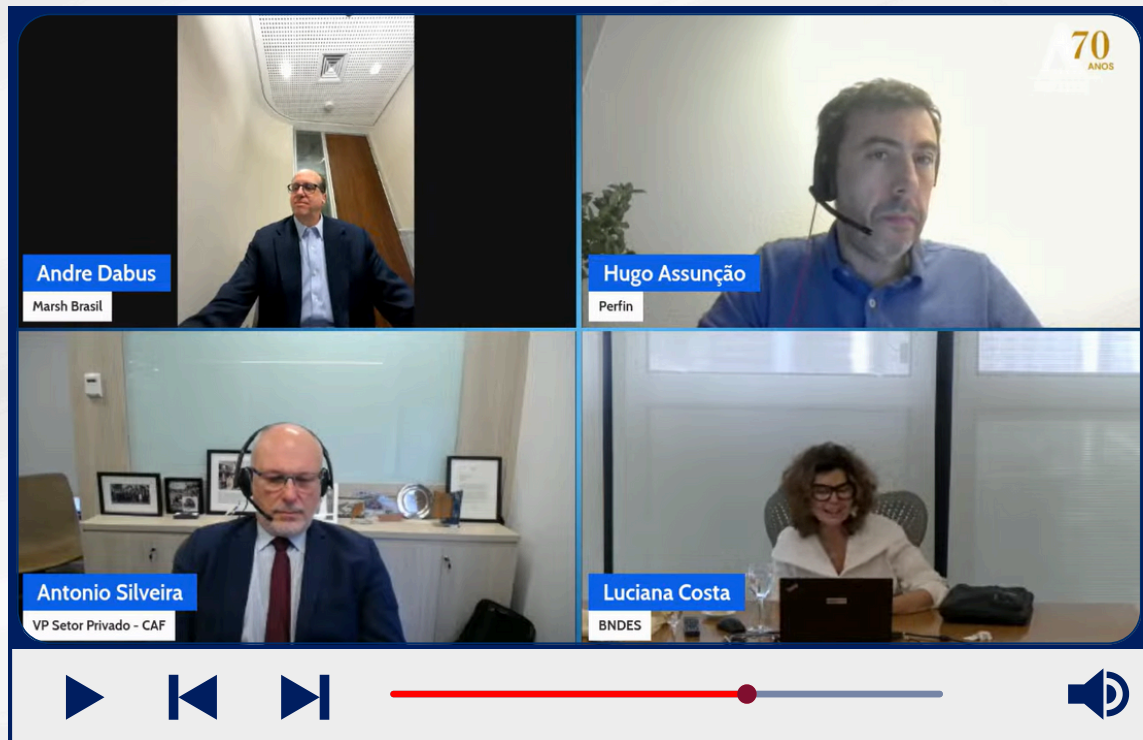 70
ANOS
Andre Dabus
Marsh Brasil
Hugo Assunção
Perfin
Antonio Silveira
VP Setor Privado - CAF
Luciana Costa
BNDES